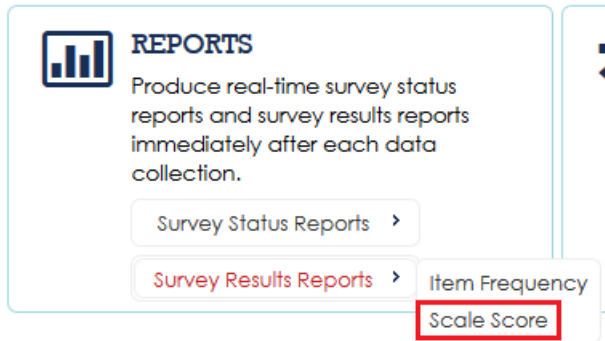 REPORTS
Produce real-time survey status
reports and survey results reports
immediately after each data
collection.
Survey Status Reports
Survey Results Reports
Item Frequency
Scale Score